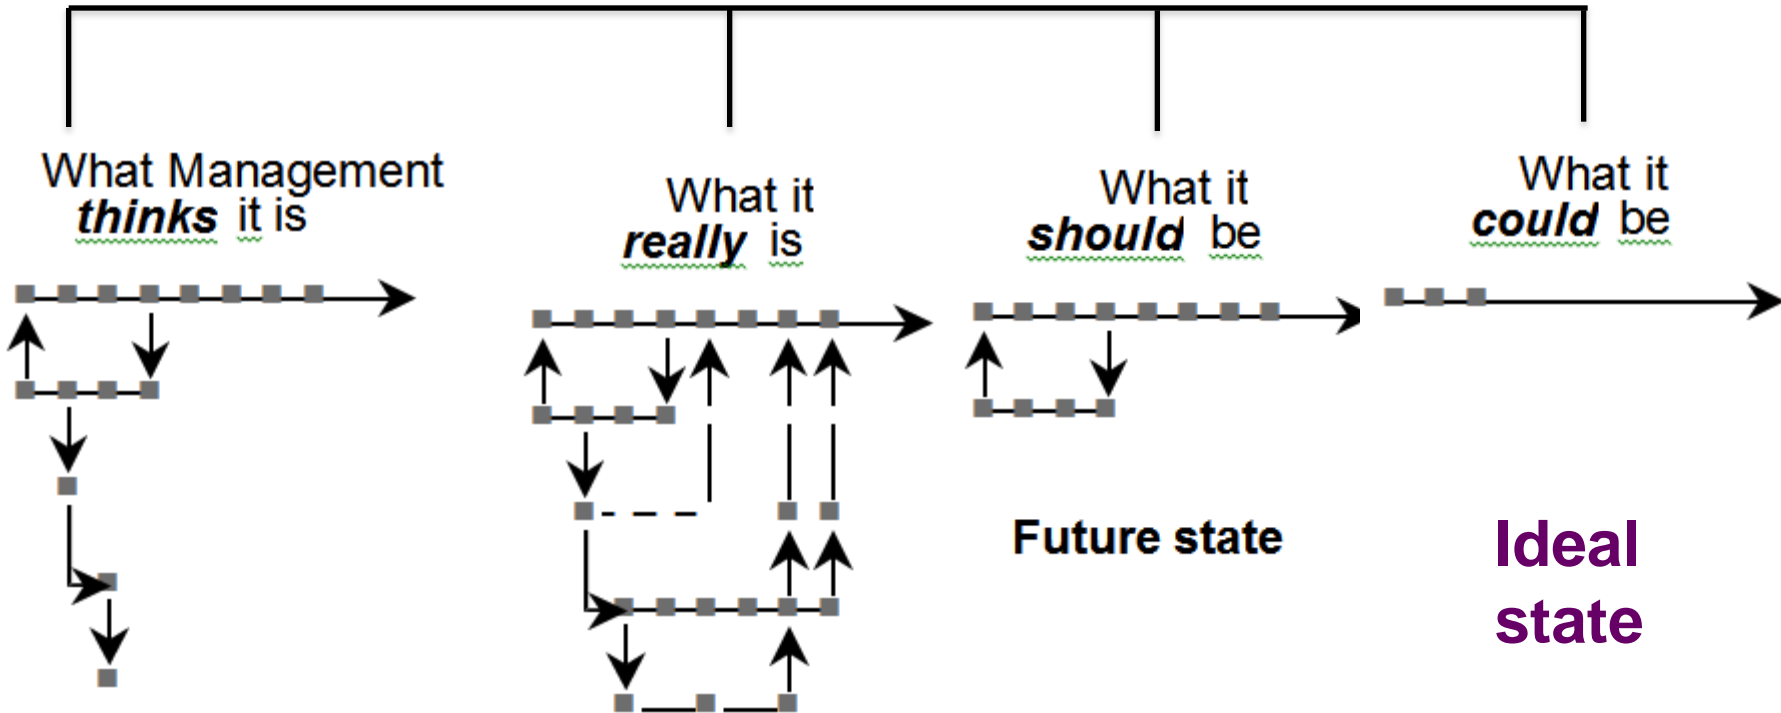 What Management
thinks it is
What it
really is
What it
should be
What it
could be
Future state
Ideal
state